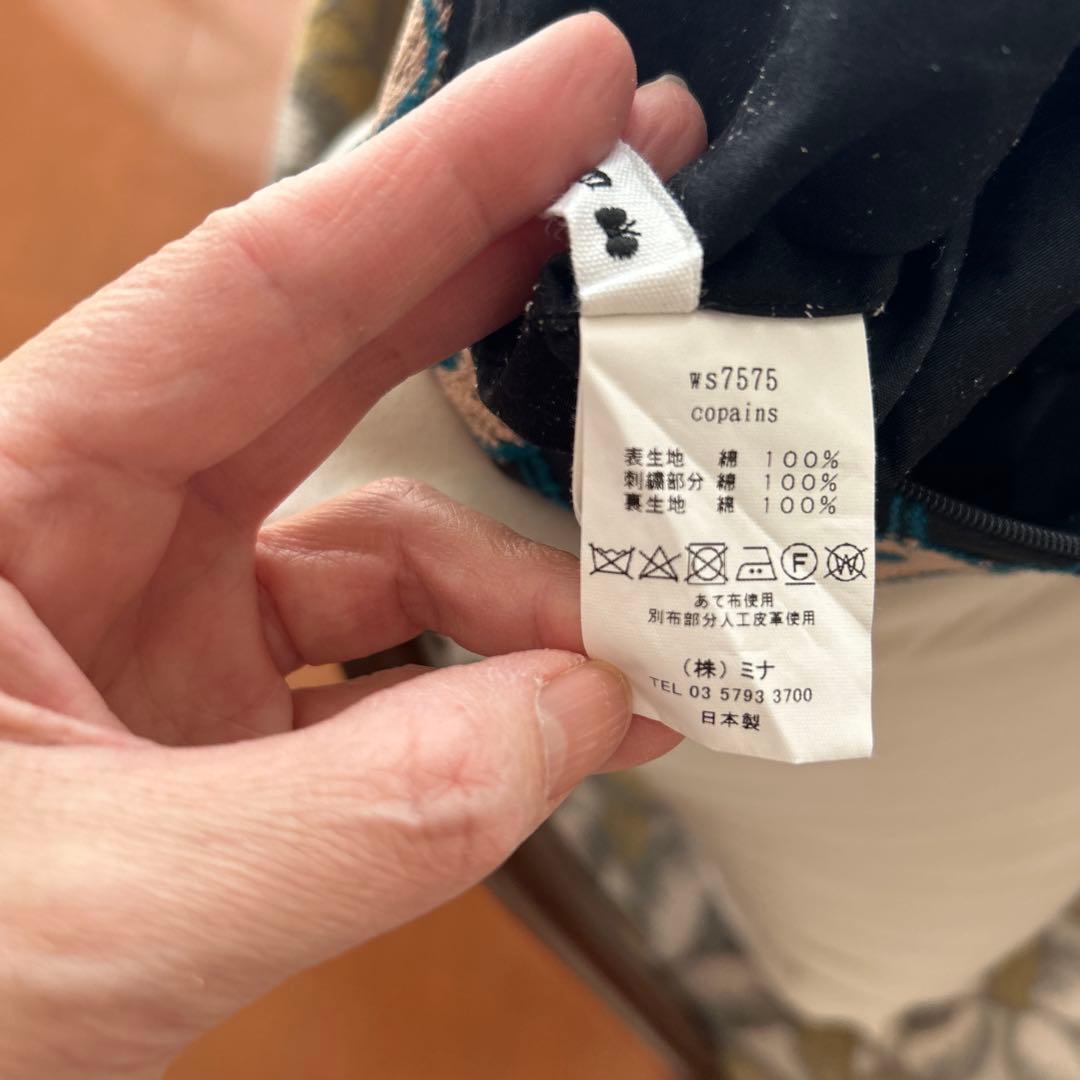 ws7575
copains
表生地 綿 100%
刺繍部分 綿 100%
裏生地 綿 100%
F W
あて布使用
別布部分人工皮革使用
(株)ミナ
TEL 03 5793 3700
日本製